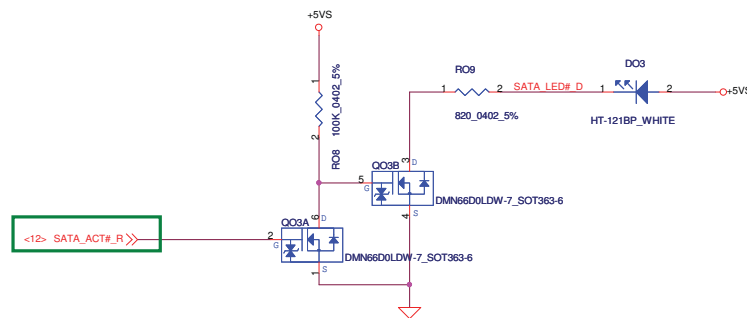 +5VS
1
100K_0402_5%
2
RO8
RO9
1
2
820_0402_5%
SATA_LED#_D
DO3
1
2
HT-121BP_WHITE
+5VS
QO3B
3
D
5
G
4
S
DMN66D0LDW-7_SOT363-6
QO3A
6
D
2
G
1
S
DMN66D0LDW-7_SOT363-6
<12> SATA_ACT#_R